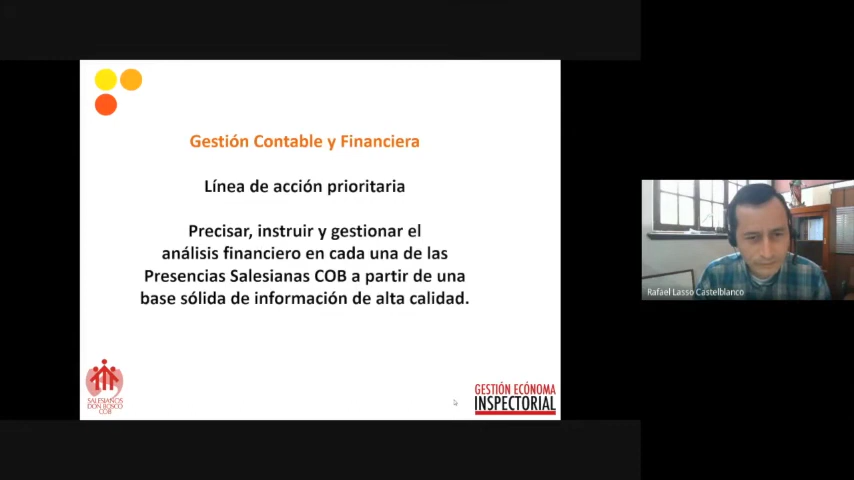 Gestión Contable y Financiera
Línea de acción prioritaria
Precisar, instruir y gestionar el
análisis financiero en cada una de las
Presencias Salesianas COB a partir de una
base sólida de información de alta calidad.
SALESIANOS
DON BOSCO
COB
GESTIÓN ECÓNOMA
INSPECTORIAL
Rafael Lasso Castelblanco